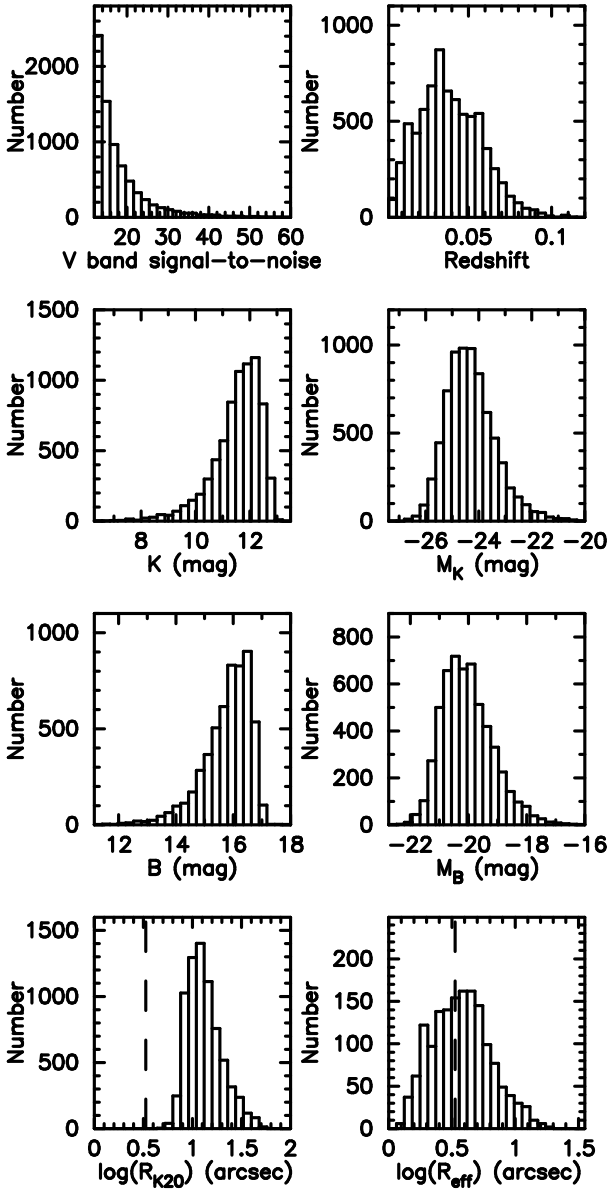 Number
2000
1000
0
20 30 40 50 60
V band signal-to-noise
Number
1000
500
0
0.05 0.1
Redshift
Number
1500
1000
500
0
8 10 12
K (mag)
Number
1000
500
0
-26 -24 -22 -20
M_K (mag)
Number
1000
500
0
12 14 16 18
B (mag)
Number
800
600
400
200
0
-22 -20 -18 -16
M_B (mag)
Number
1500
1000
500
0
0 0.5 1 1.5 2
log(R_K20) (arcsec)
Number
200
150
100
50
0
0 0.5 1 1.5
log(R_eff) (arcsec)